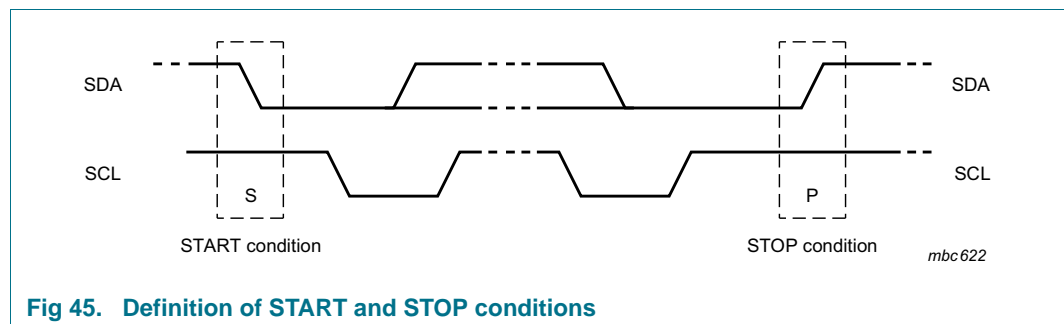 SDA
SDA
SCL
SCL
S
P
START condition
STOP condition
mbc622
Fig 45. Definition of START and STOP conditions